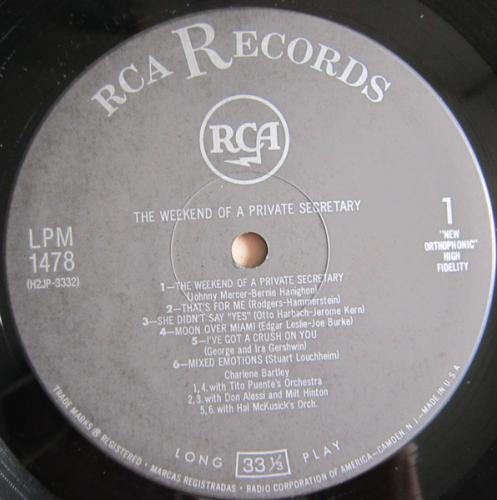 RCA RECORDS
RCA
THE WEEKEND OF A PRIVATE SECRETARY
LPM
1478
(H2JP-3332)
1
"NEW
ORTHOPHONIC"
HIGH
FIDELITY
1—THE WEEKEND OF A PRIVATE SECRETARY
(Johnny Mercer-Bernie Hanighen)
2—THAT'S FOR ME (Rodgers-Hammerstein)
3—SHE DIDN'T SAY "YES" (Otto Harbach-Jerome Kern)
4—MOON OVER MIAMI (Edgar Leslie-Joe Burke)
5—I'VE GOT A CRUSH ON YOU
(George and Ira Gershwin)
6—MIXED EMOTIONS (Stuart Louchheim)
Charlene Bartley
1, 4. with Tito Puente's Orchestra
2, 3. with Don Alessi and Milt Hinton
5, 6. with Hal McKusick's Orch.
LONG 33⅓ PLAY
TRADE MARKS ® REGISTERED • MARCAS REGISTRADAS • RADIO CORPORATION OF AMERICA—CAMDEN, N.J.—MADE IN U.S.A.